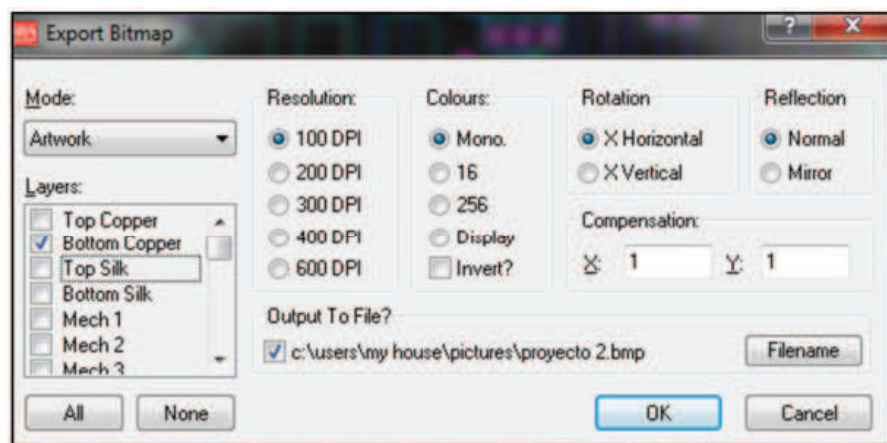 Export Bitmap
Mode:
Artwork
Layers:
Top Copper
Bottom Copper
Top Silk
Bottom Silk
Mech 1
Mech 2
Mech 3
All
None
Resolution:
100 DPI
200 DPI
300 DPI
400 DPI
600 DPI
Colours:
Mono.
16
256
Display
Invert?
Rotation
X Horizontal
X Vertical
Reflection
Normal
Mirror
Compensation:
X: 1 Y: 1
Output To File?
c:\users\my house\pictures\proyecto 2.bmp
Filename
OK
Cancel